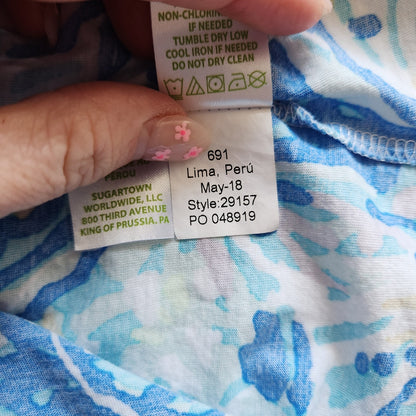 NON-CHLORINE
IF NEEDED
TUMBLE DRY LOW
COOL IRON IF NEEDED
DO NOT DRY CLEAN
PEROU
SUGARTOWN
WORLDWIDE, LLC
800 THIRD AVENUE
KING OF PRUSSIA, PA
691
Lima, Perú
May-18
Style:29157
PO 048919